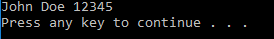 John Doe 12345
Press any key to continue . . .